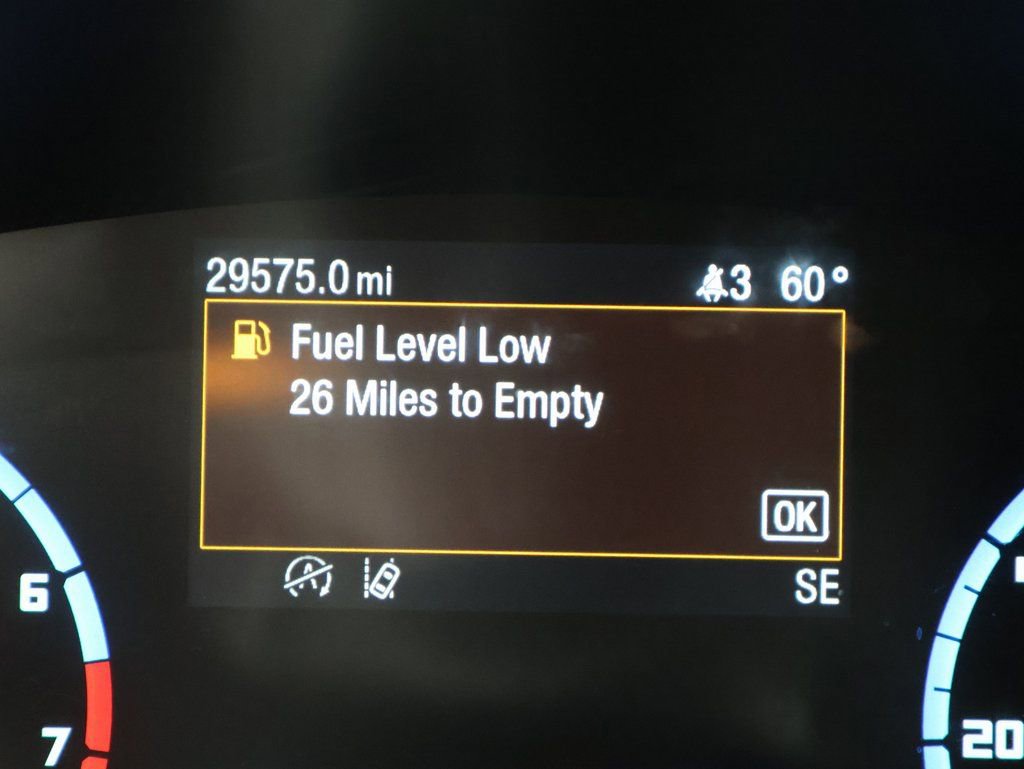 29575.0 mi 3 60°
Fuel Level Low
26 Miles to Empty
OK
A
SE
6
7
20